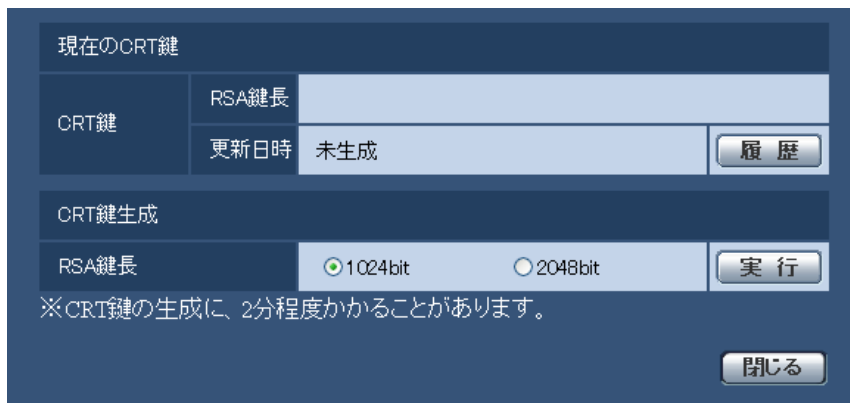 現在のCRT鍵
CRT鍵
RSA鍵長
更新日時 未生成 履 歴
CRT鍵生成
RSA鍵長 1024bit 2048bit 実 行
※CRT鍵の生成に、2分程度かかることがあります。
閉じる